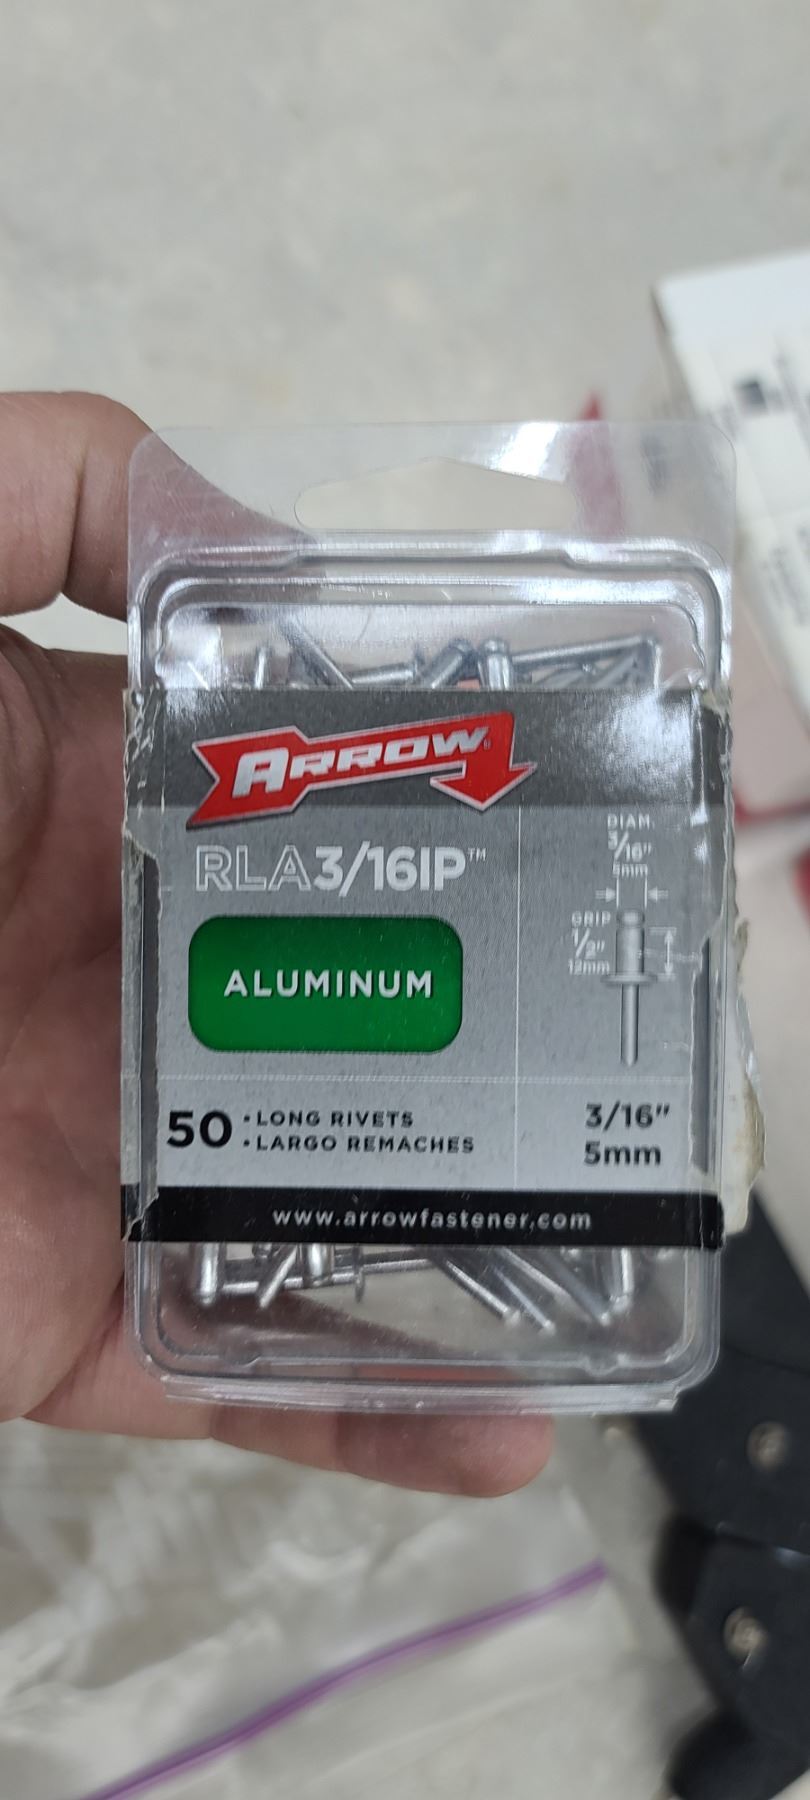 ARROW®
RLA3/16IP™
ALUMINUM
DIAM.
3/16"
5mm
GRIP
1/2"
12mm
50 • LONG RIVETS
• LARGO REMACHES
3/16"
5mm
www.arrowfastener.com